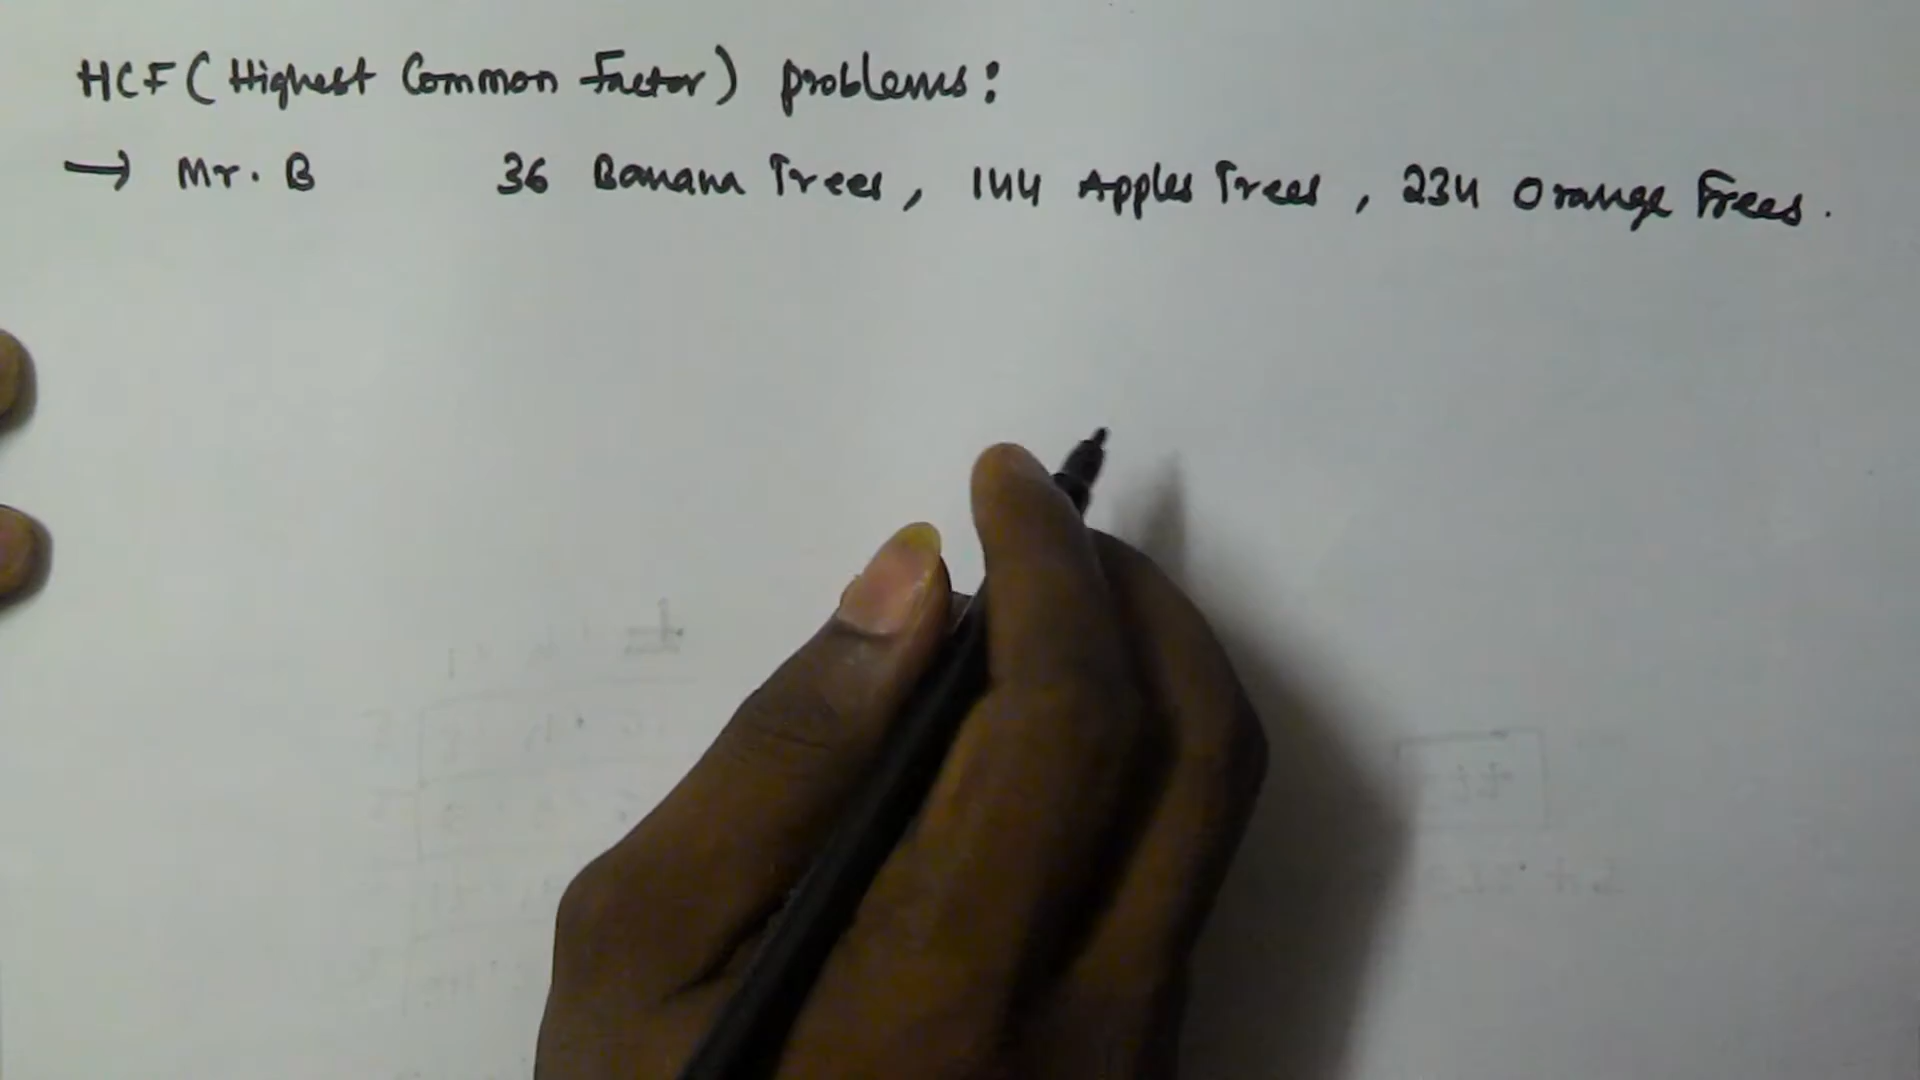 HCF (Highest Common Factor) problems:
→ Mr. B 36 Banana Trees, 144 Apples Trees, 234 Orange Trees.